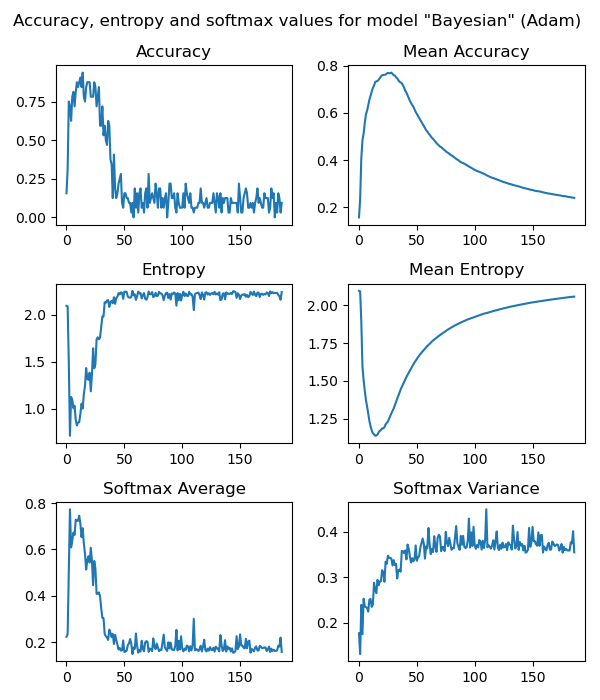 Accuracy, entropy and softmax values for model "Bayesian" (Adam)
Accuracy
Mean Accuracy
0.75
0.50
0.25
0.00
0 50 100 150
0.8
0.6
0.4
0.2
0 50 100 150
Entropy
Mean Entropy
2.0
1.5
1.0
0 50 100 150
2.00
1.75
1.50
1.25
0 50 100 150
Softmax Average
Softmax Variance
0.8
0.6
0.4
0.2
0 50 100 150
0.4
0.3
0.2
0 50 100 150